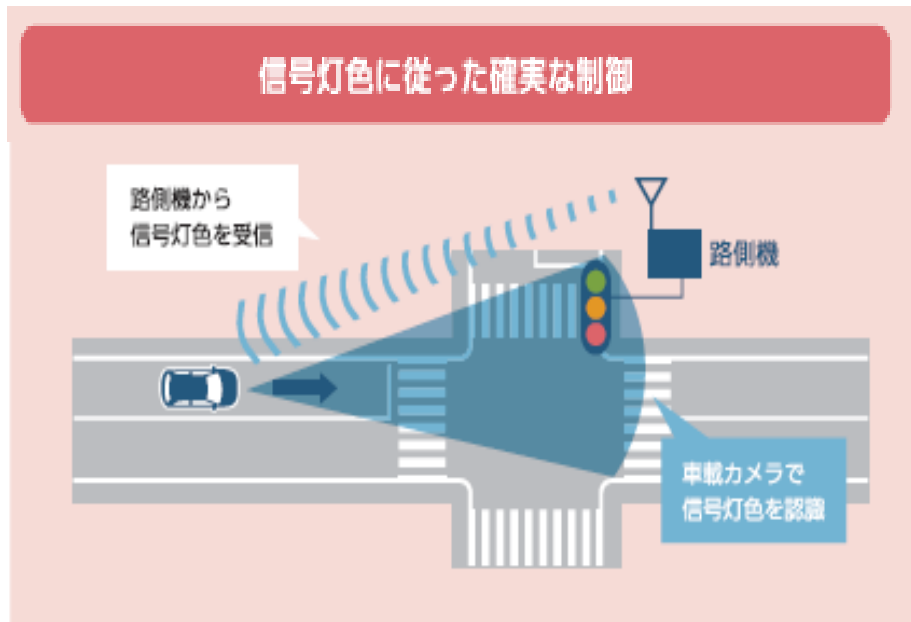 信号灯色に従った確実な制御
路側機から
信号灯色を受信
路側機
車載カメラで
信号灯色を認識